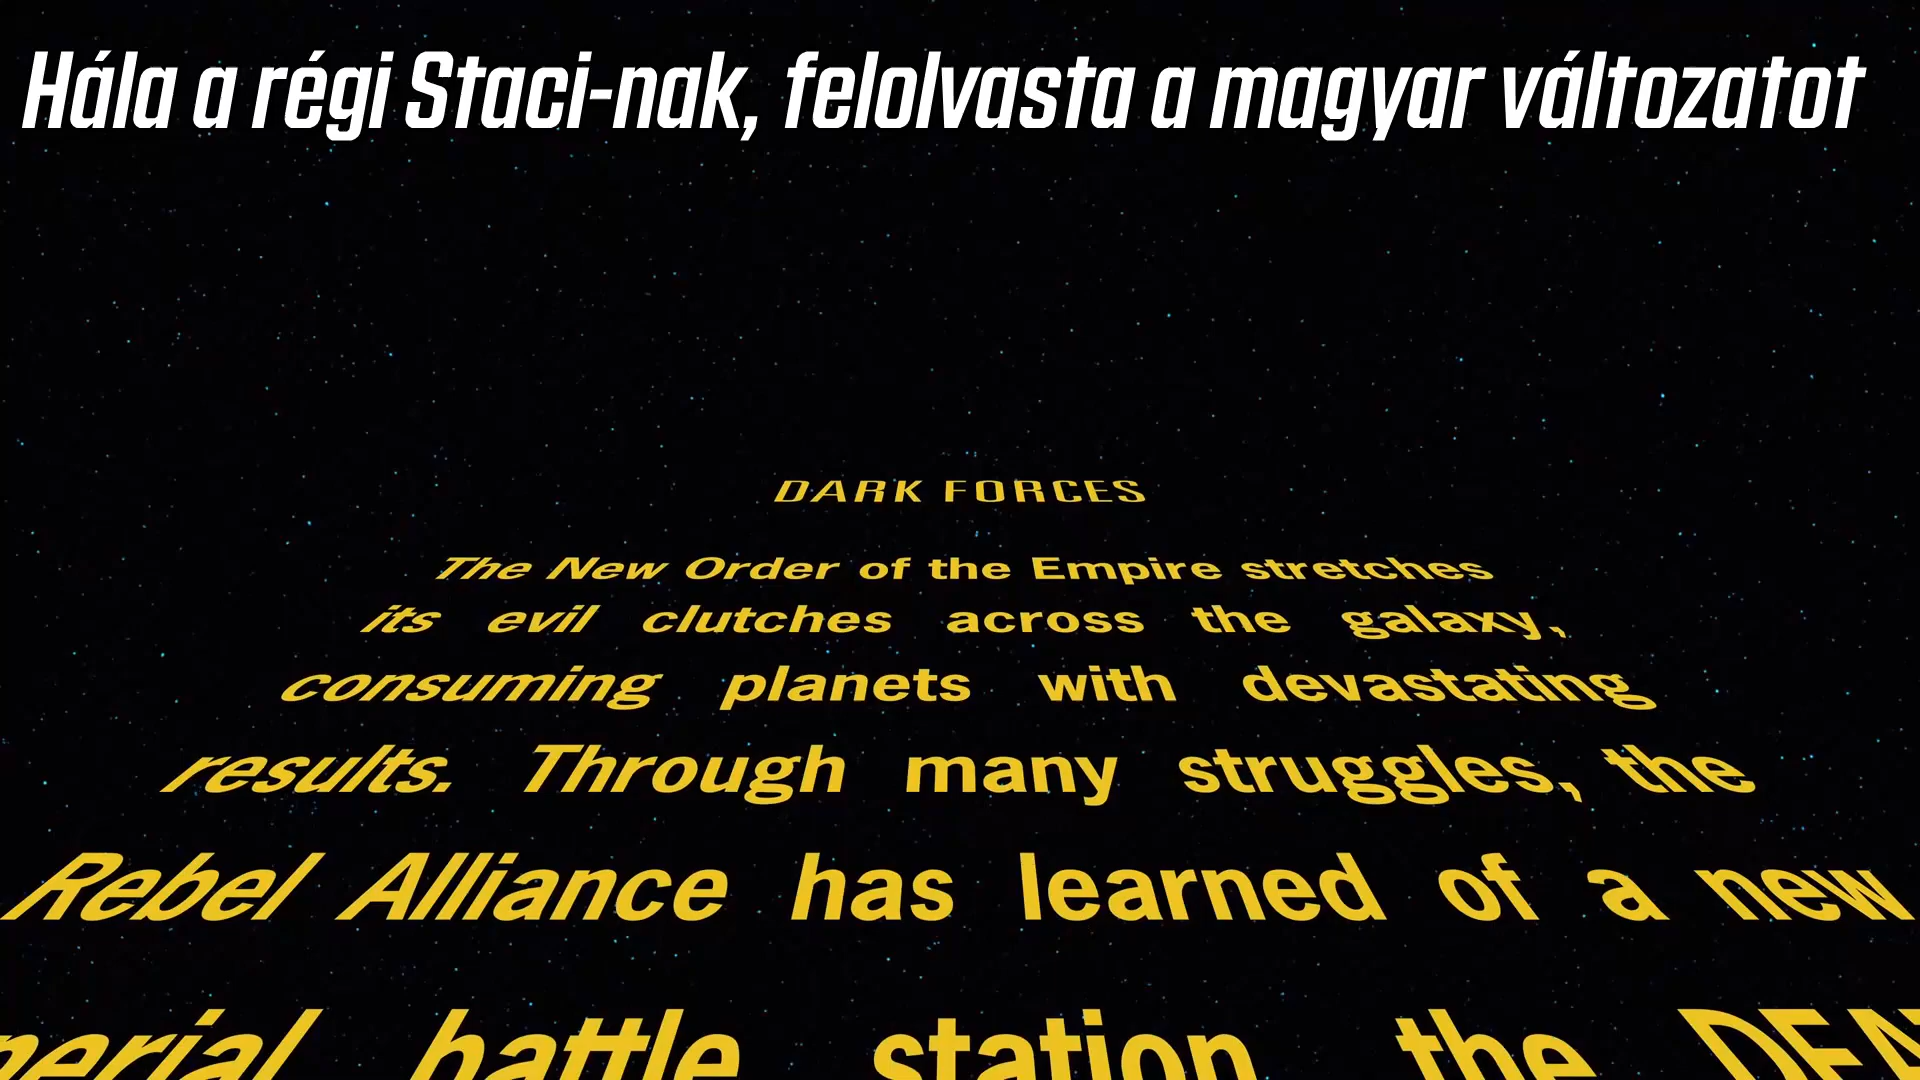 Hála a régi Staci-nak, felolvasta a magyar változatot
DARK FORCES
The New Order of the Empire stretches
its evil clutches across the galaxy,
consuming planets with devastating
results. Through many struggles, the
Rebel Alliance has learned of a new
battle station the